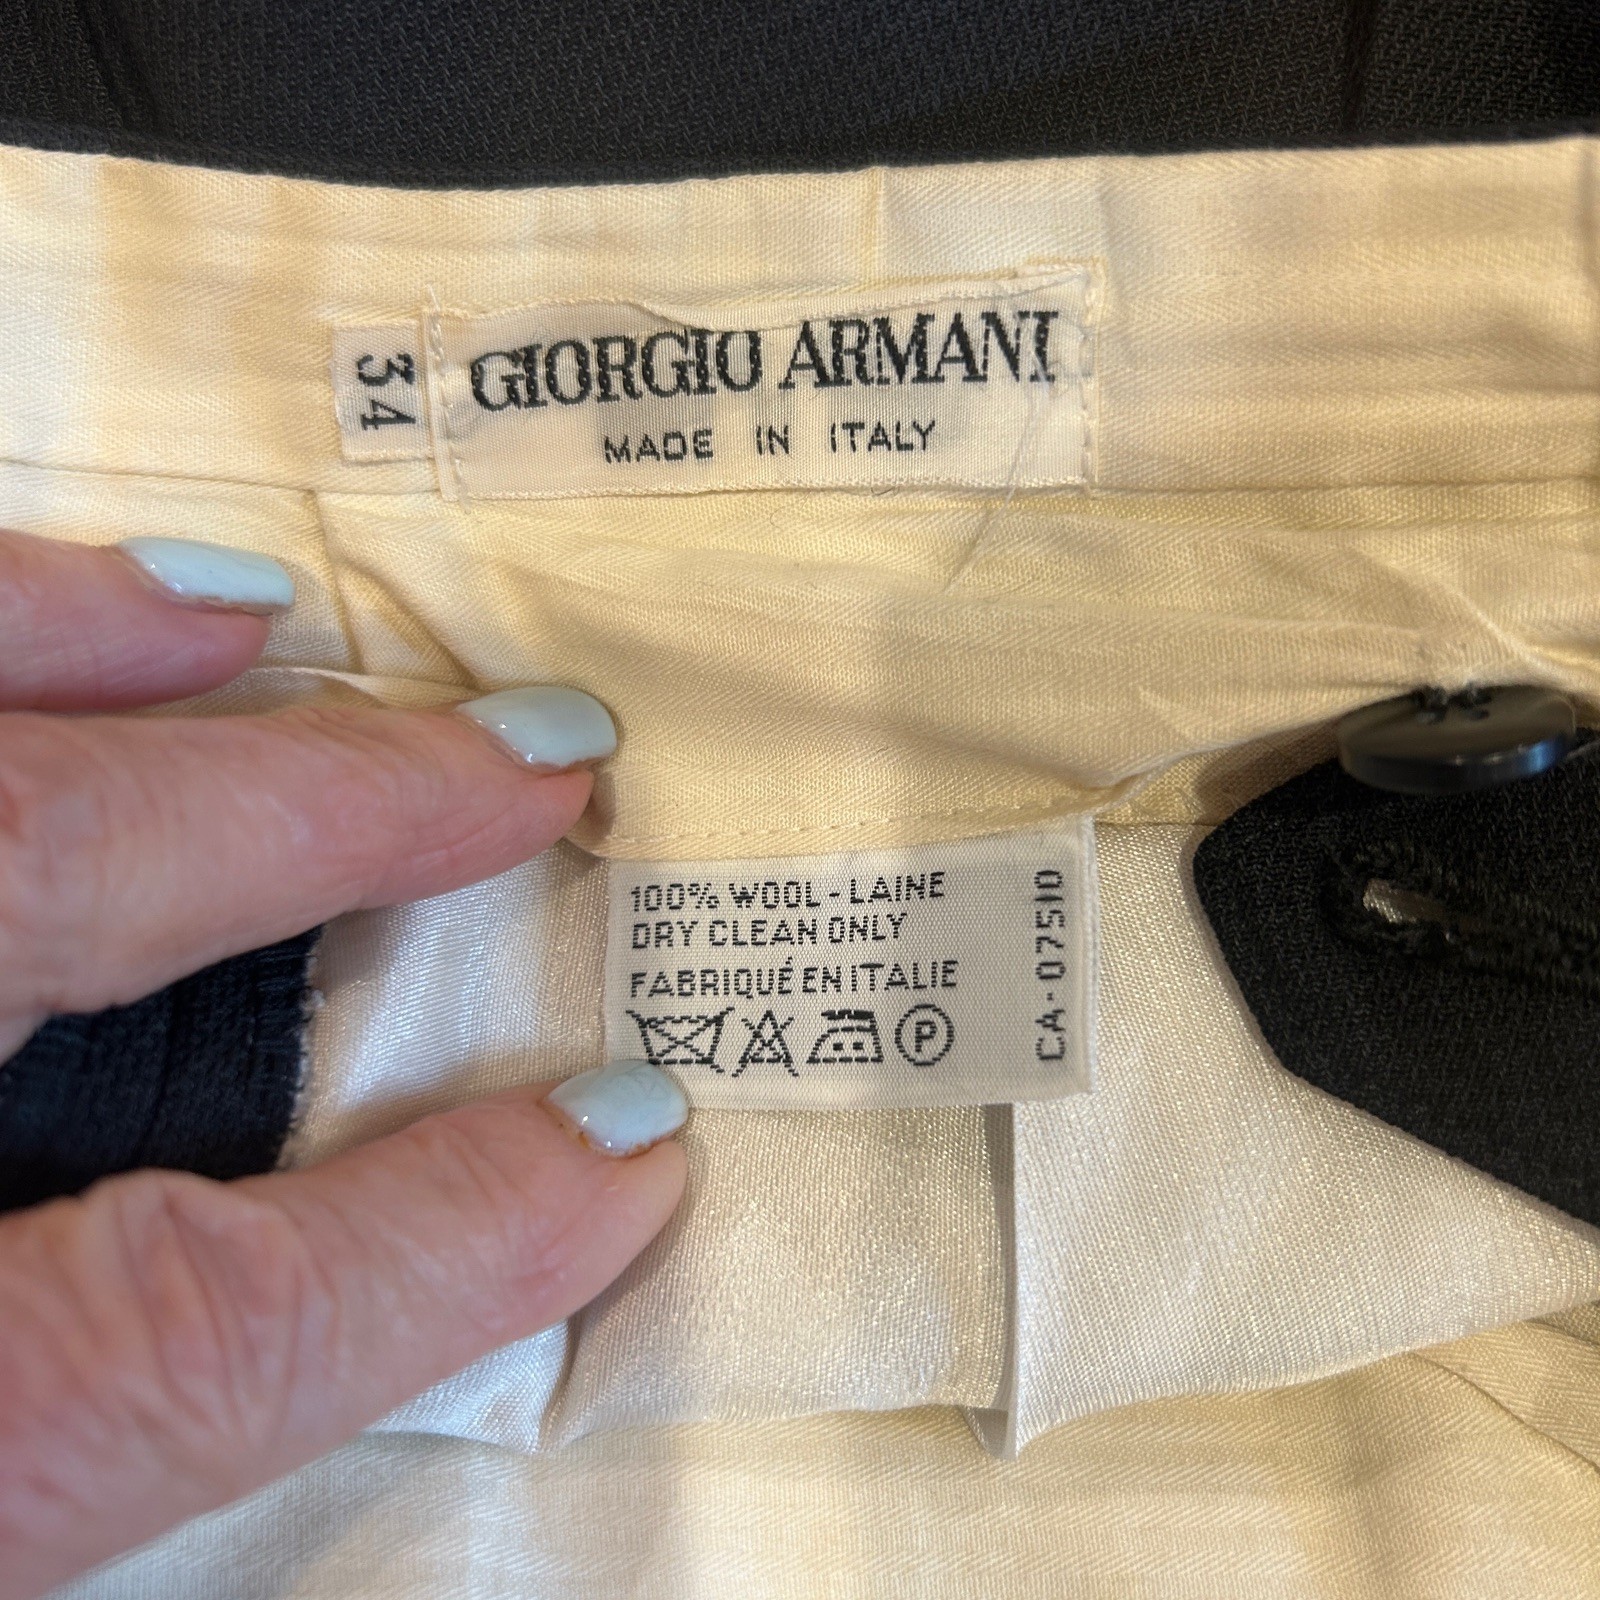 34
GIORGIO ARMANI
MADE IN ITALY
100% WOOL - LAINE
DRY CLEAN ONLY
FABRIQUÉ EN ITALIE
P
CA·07510